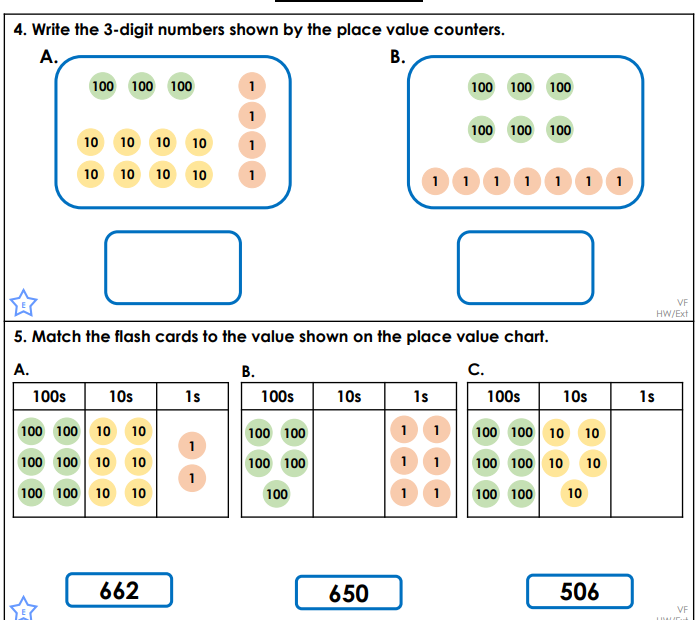 4. Write the 3-digit numbers shown by the place value counters.
A.
B.
100 100 100 1
1
10 10 10 10 1
10 10 10 10 1
100 100 100
100 100 100
1 1 1 1 1 1 1
E
VF
HW/Ext
5. Match the flash cards to the value shown on the place value chart.
A.
B.
C.
100s 10s 1s
100 100 10 10 1
100 100 10 10 1
100 100 10 10
100s 10s 1s
100 100 1 1
100 100 1 1
100 1 1
100s 10s 1s
100 100 10 10
100 100 10 10
100 100 10
662
650
506
E
VF